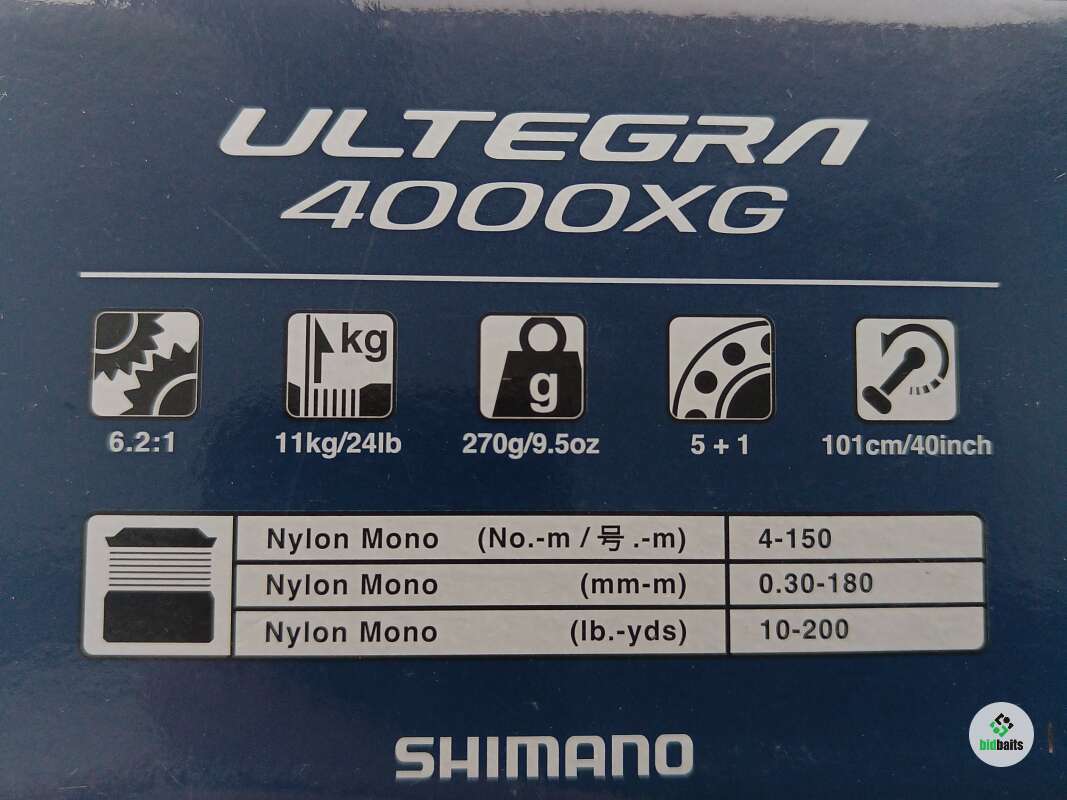 ULTEGRA
4000XG
kg
g
6.2:1 11kg/24lb 270g/9.5oz 5+1 101cm/40inch
Nylon Mono (No.-m / 号.-m) 4-150
Nylon Mono (mm-m) 0.30-180
Nylon Mono (lb.-yds) 10-200
SHIMANO
bidbaits